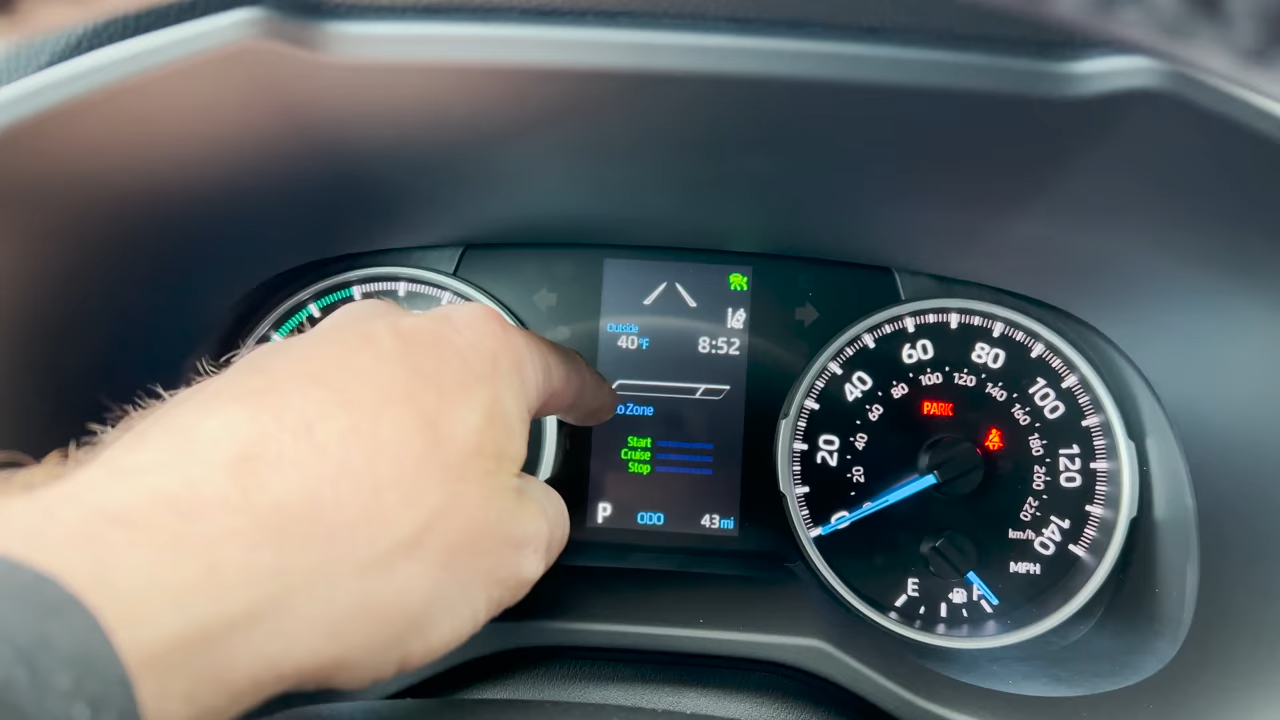 Outside
40°F 8:52
o Zone
Start
Cruise
Stop
P ODO 43mi
0 20 40 60 80 100 120 140
20 40 60 80 100 120 140 160 180 200 220
PARK
km/h
MPH
E F